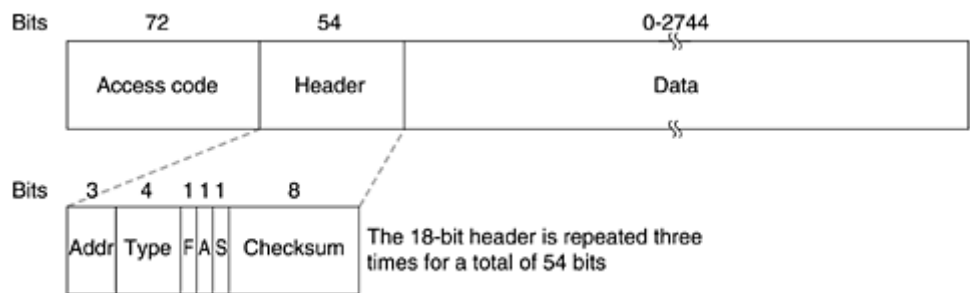 Bits 72 54 0-2744
Access code Header Data
Bits 3 4 1 1 1 8
Addr Type F A S Checksum
The 18-bit header is repeated three
times for a total of 54 bits